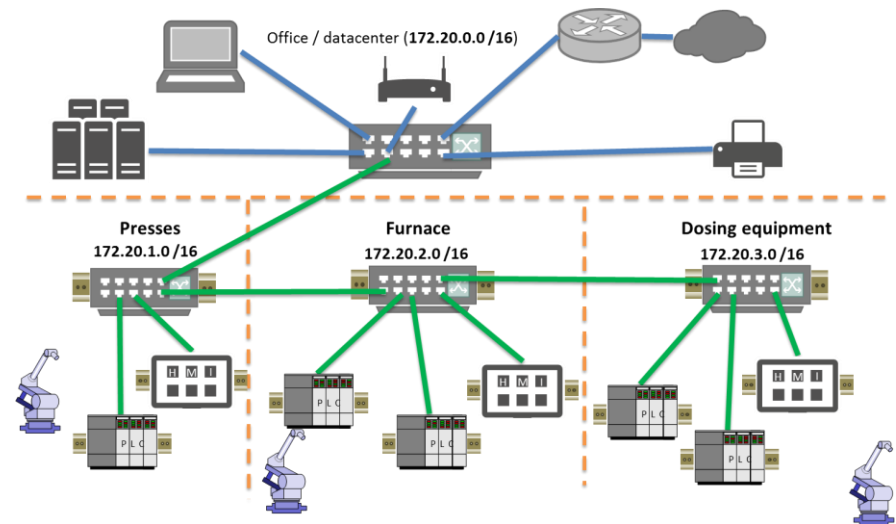 Office / datacenter (172.20.0.0 /16)
Presses
172.20.1.0 /16
Furnace
172.20.2.0 /16
Dosing equipment
172.20.3.0 /16
H M I
H M I
H M I
P L C
P L C
P L C
P L C
P L C